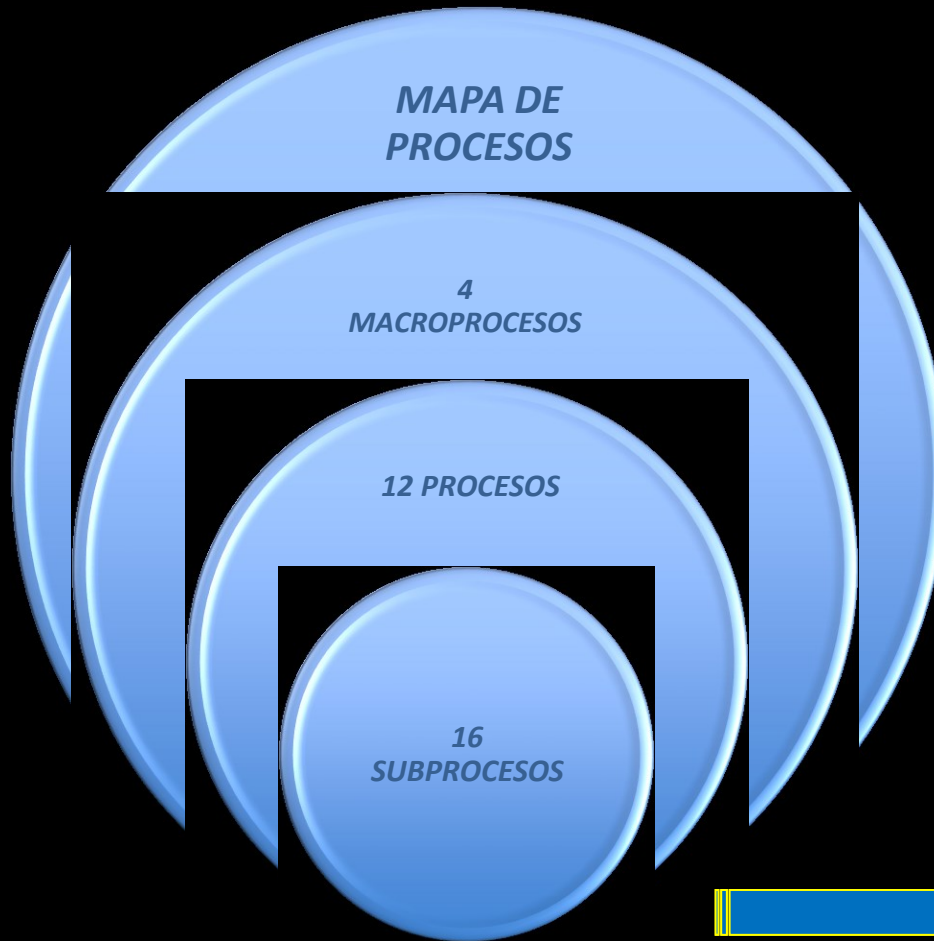 MAPA DE
PROCESOS
4
MACROPROCESOS
12 PROCESOS
16
SUBPROCESOS